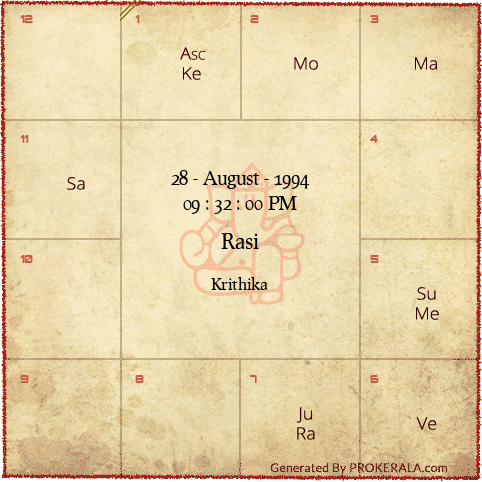 12
1
2
3
Asc
Ke
Mo
Ma
11
4
Sa
28 - August - 1994
09 : 32 : 00 PM
Rasi
Krithika
10
5
Su
Me
9
8
7
6
Ju
Ra
Ve
Generated By PROKERALA.com